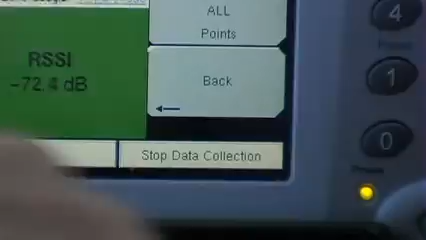 ALL
Points
RSSI
-72.4 dB
Back
Stop Data Collection
4
1
0